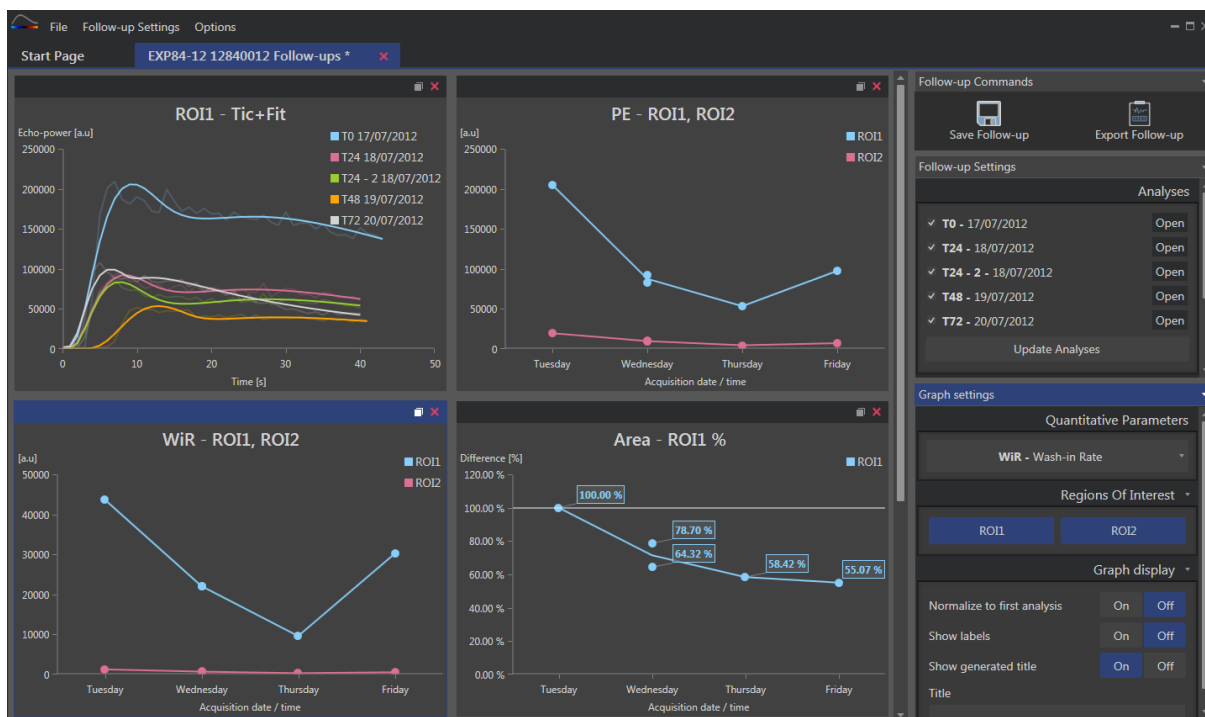 File Follow-up Settings Options
Start Page EXP84-12 12840012 Follow-ups *
ROI1 - Tic+Fit
Echo-power [a.u]
T0 17/07/2012
T24 18/07/2012
T24 - 2 18/07/2012
T48 19/07/2012
T72 20/07/2012
250000
200000
150000
100000
50000
0
0 10 20 30 40 50
Time [s]
PE - ROI1, ROI2
[a.u]
ROI1
ROI2
250000
200000
150000
100000
50000
0
Tuesday Wednesday Thursday Friday
Acquisition date / time
WiR - ROI1, ROI2
[a.u]
ROI1
ROI2
50000
40000
30000
20000
10000
0
Tuesday Wednesday Thursday Friday
Acquisition date / time
Area - ROI1 %
Difference [%]
ROI1
120.00 %
100.00 %
80.00 %
60.00 %
40.00 %
20.00 %
0.00 %
100.00 %
78.70 %
64.32 %
58.42 %
55.07 %
Tuesday Wednesday Thursday Friday
Acquisition date / time
Follow-up Commands
Save Follow-up Export Follow-up
Follow-up Settings
Analyses
T0 - 17/07/2012 Open
T24 - 18/07/2012 Open
T24 - 2 - 18/07/2012 Open
T48 - 19/07/2012 Open
T72 - 20/07/2012 Open
Update Analyses
Graph settings
Quantitative Parameters
WiR - Wash-in Rate
Regions Of Interest
ROI1 ROI2
Graph display
Normalize to first analysis On Off
Show labels On Off
Show generated title On Off
Title